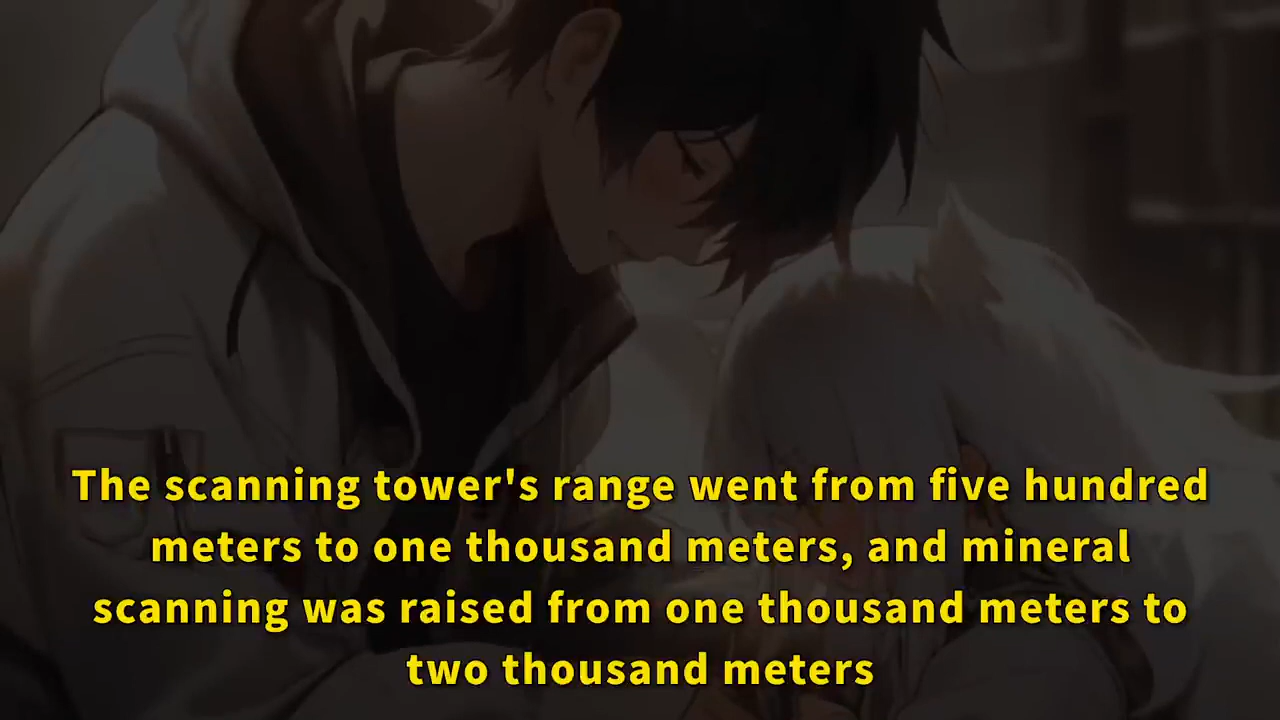 The scanning tower's range went from five hundred
meters to one thousand meters, and mineral
scanning was raised from one thousand meters to
two thousand meters